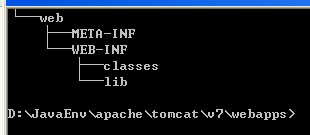 web
META-INF
WEB-INF
classes
lib
D:\JavaEnv\apache\tomcat\v7\webapps>